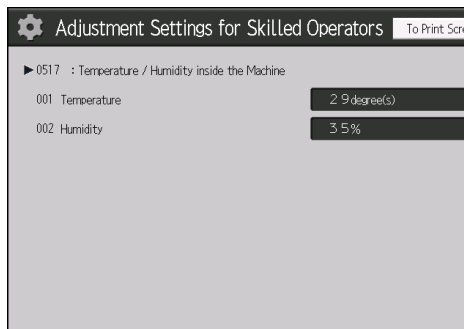 Adjustment Settings for Skilled Operators To Print Scre
►0517 : Temperature / Humidity inside the Machine
001 Temperature 29degree(s)
002 Humidity 35%